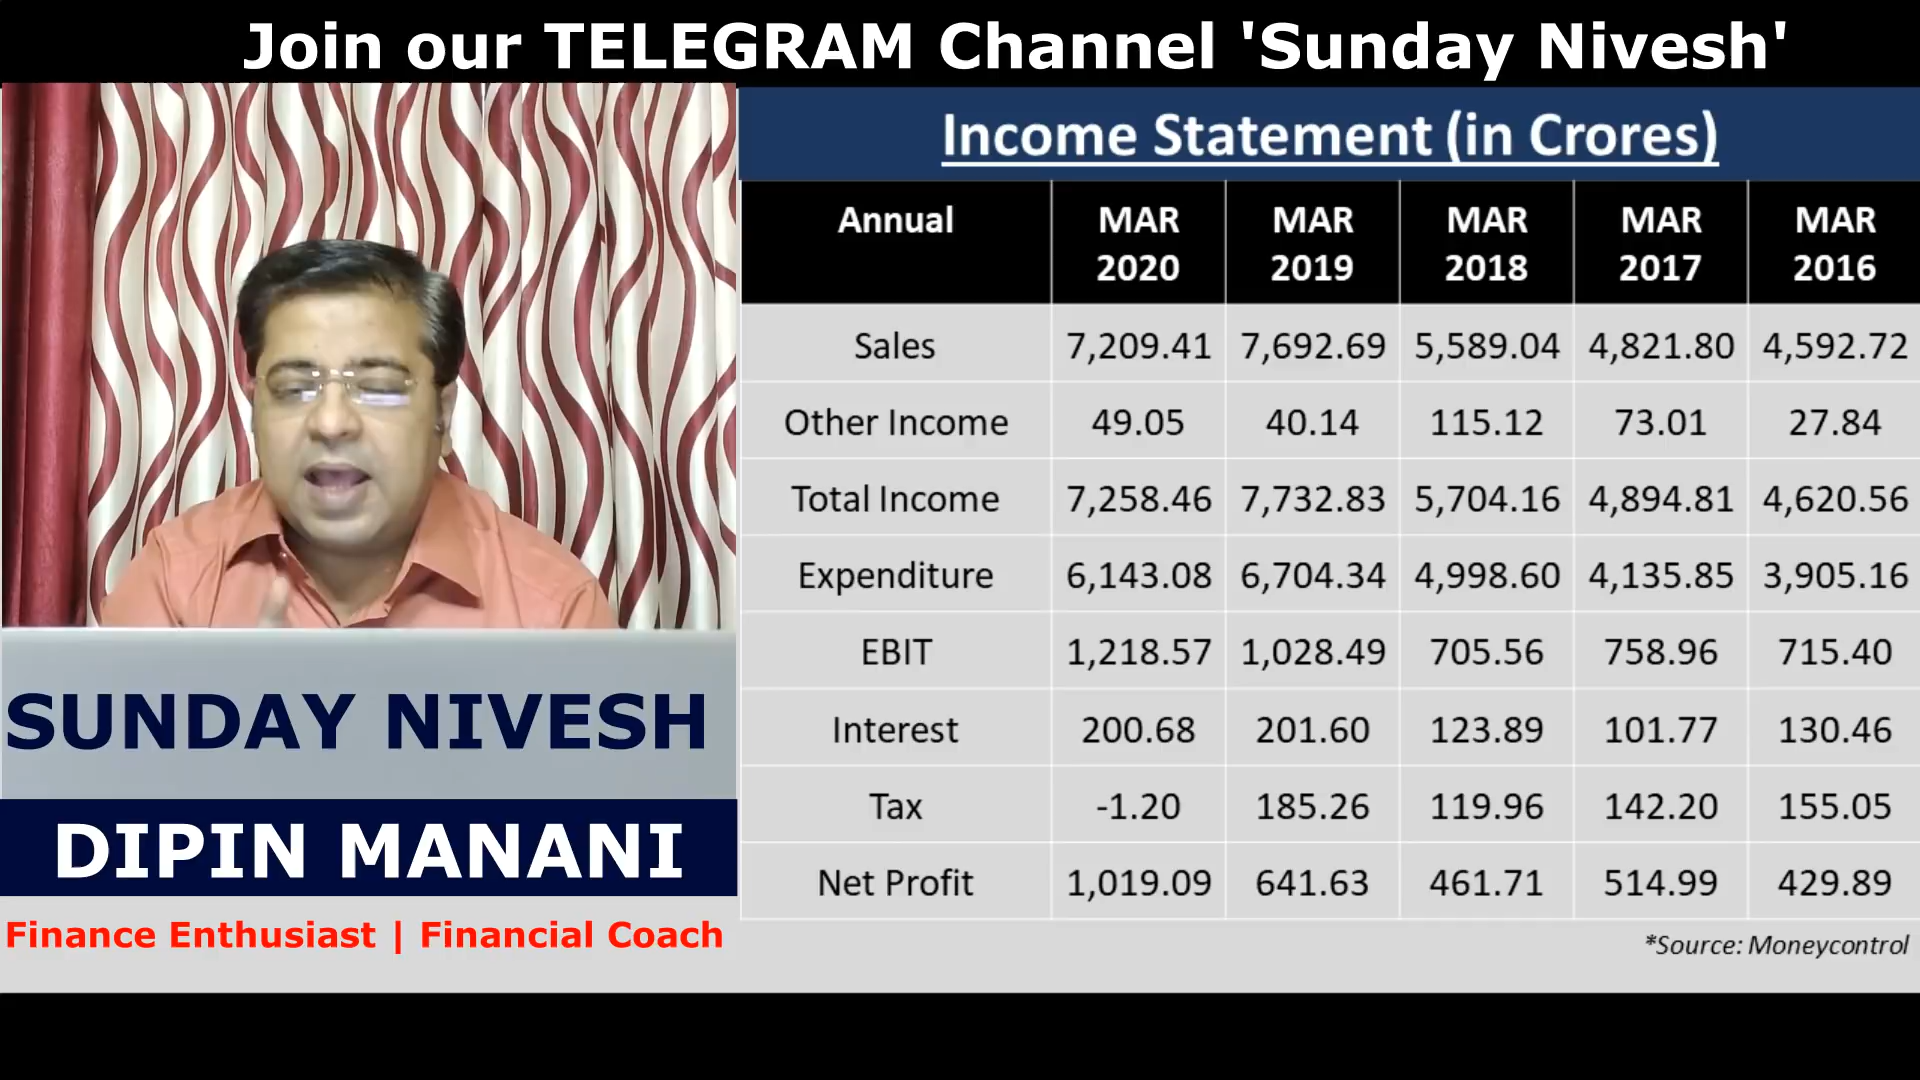 Join our TELEGRAM Channel 'Sunday Nivesh'
Income Statement (in Crores)
Annual MAR 2020 MAR 2019 MAR 2018 MAR 2017 MAR 2016
Sales 7,209.41 7,692.69 5,589.04 4,821.80 4,592.72
Other Income 49.05 40.14 115.12 73.01 27.84
Total Income 7,258.46 7,732.83 5,704.16 4,894.81 4,620.56
Expenditure 6,143.08 6,704.34 4,998.60 4,135.85 3,905.16
EBIT 1,218.57 1,028.49 705.56 758.96 715.40
Interest 200.68 201.60 123.89 101.77 130.46
Tax -1.20 185.26 119.96 142.20 155.05
Net Profit 1,019.09 641.63 461.71 514.99 429.89
*Source: Moneycontrol
SUNDAY NIVESH
DIPIN MANANI
Finance Enthusiast | Financial Coach